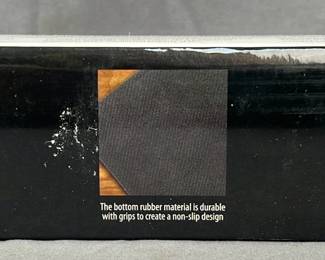 The bottom rubber material is durable
with grips to create a non-slip design